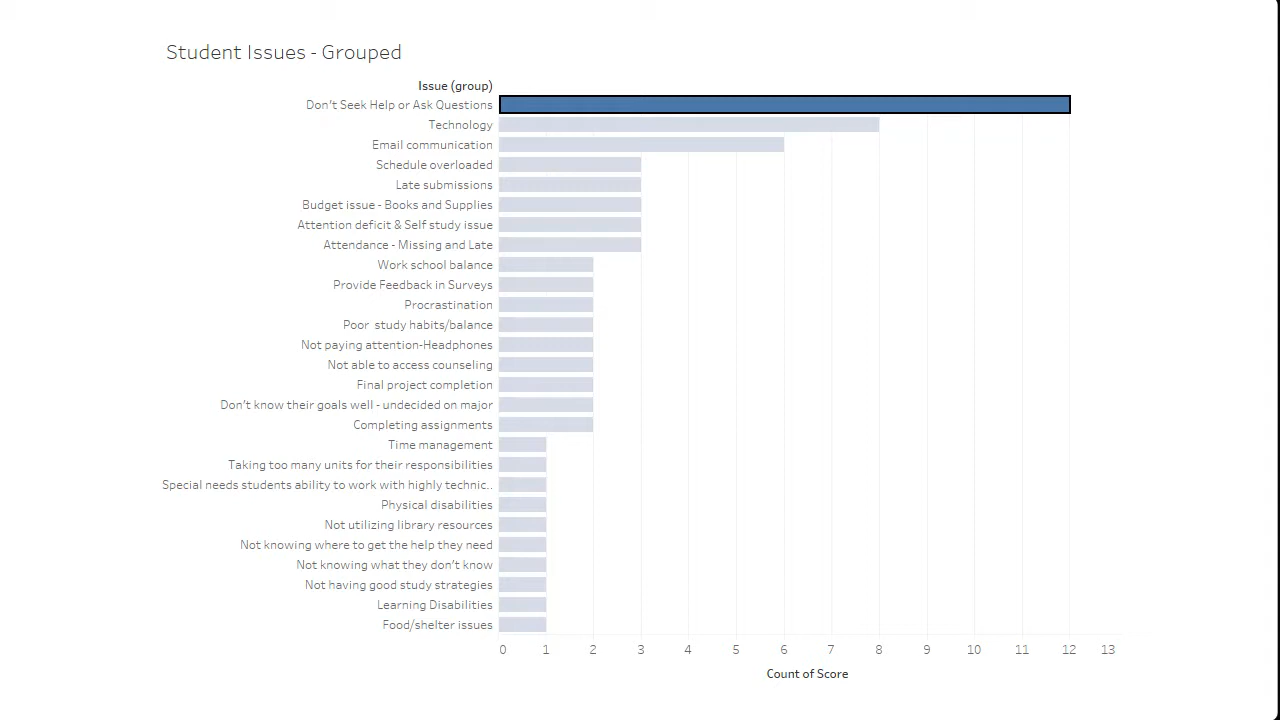 Student Issues - Grouped
Issue (group)
Don't Seek Help or Ask Questions
Technology
Email communication
Schedule overloaded
Late submissions
Budget issue - Books and Supplies
Attention deficit & Self study issue
Attendance - Missing and Late
Work school balance
Provide Feedback in Surveys
Procrastination
Poor  study habits/balance
Not paying attention-Headphones
Not able to access counseling
Final project completion
Don't know their goals well - undecided on major
Completing assignments
Time management
Taking too many units for their responsibilities
Special needs students ability to work with highly technic..
Physical disabilities
Not utilizing library resources
Not knowing where to get the help they need
Not knowing what they don't know
Not having good study strategies
Learning Disabilities
Food/shelter issues
0 1 2 3 4 5 6 7 8 9 10 11 12 13
Count of Score